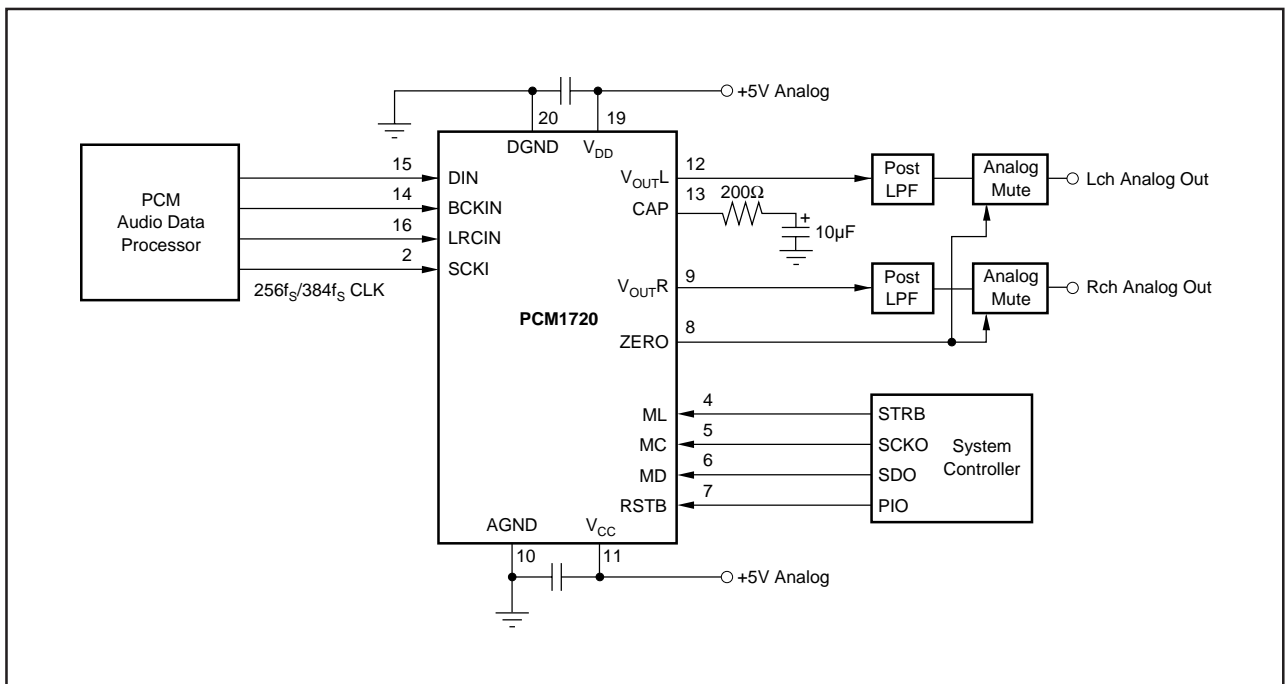 +5V Analog
20
19
DGND
V_DD
PCM
Audio Data
Processor
15
DIN
14
BCKIN
16
LRCIN
2
SCKI
256f_S/384f_S CLK
PCM1720
V_OUTL
12
CAP
13
200Ω
+
10µF
V_OUTR
9
ZERO
8
Post
LPF
Analog
Mute
Lch Analog Out
Post
LPF
Analog
Mute
Rch Analog Out
ML
4
STRB
MC
5
SCKO
MD
6
SDO
RSTB
7
PIO
System
Controller
AGND
V_CC
10
11
+5V Analog